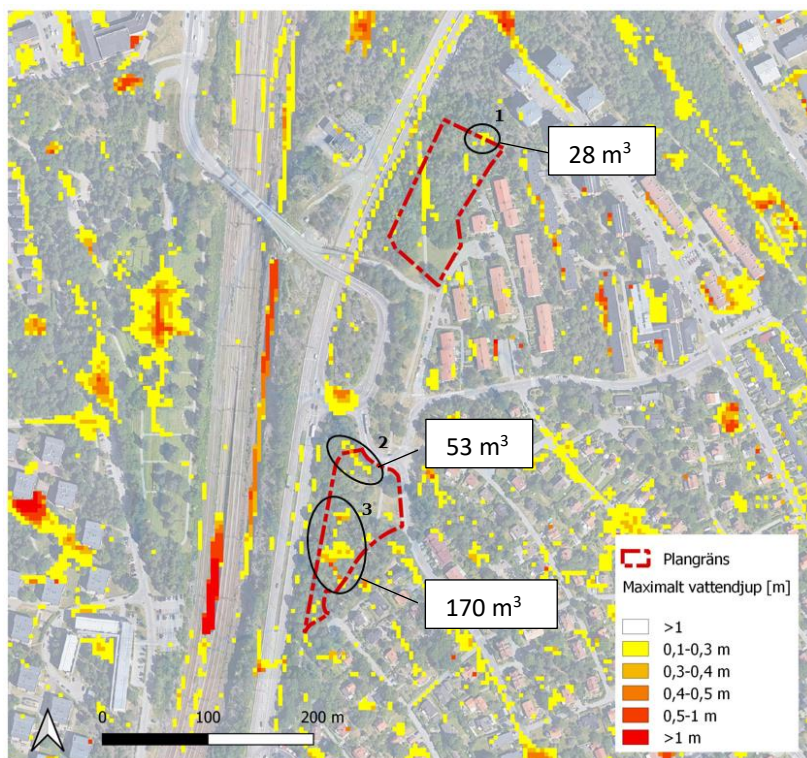 1
28 m³
2
53 m³
3
170 m³
Plangräns
Maximalt vattendjup [m]
>1
0,1-0,3 m
0,3-0,4 m
0,4-0,5 m
0,5-1 m
>1 m
0 100 200 m